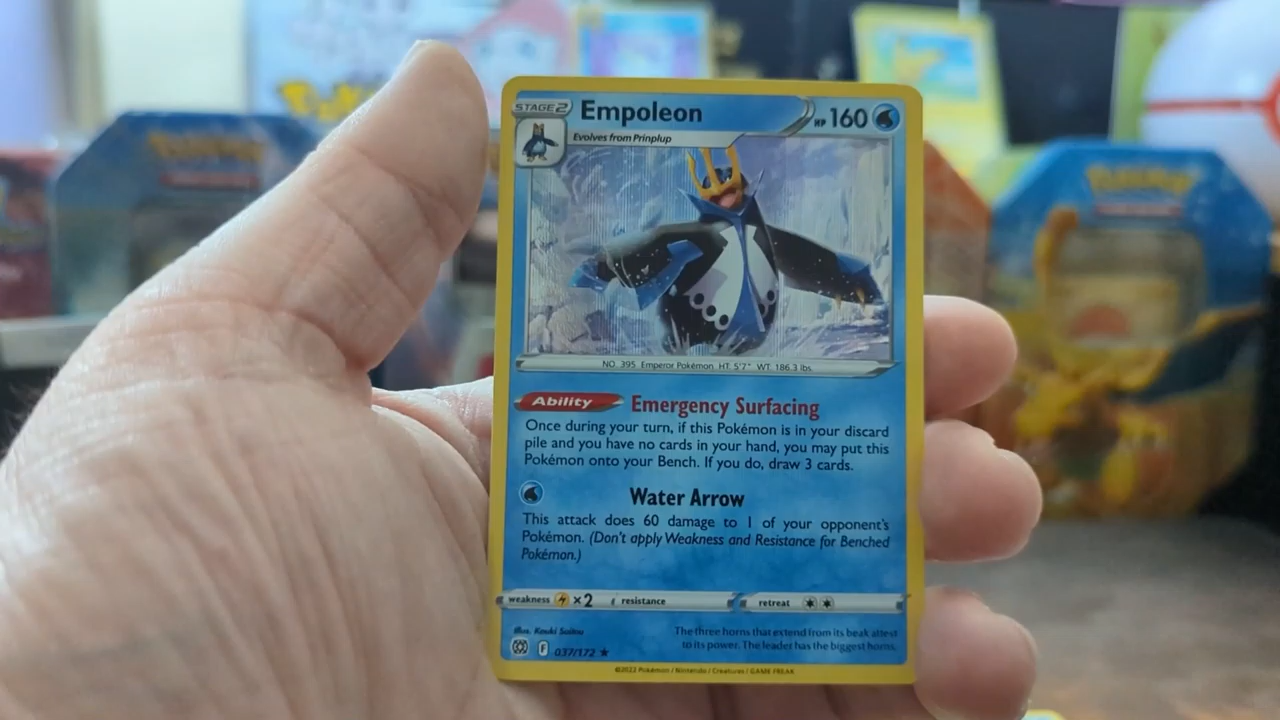 STAGE 2 Empoleon HP 160
Evolves from Prinplup
NO. 395 Emperor Pokémon HT. 5'7" WT. 186.3 lbs.
Ability Emergency Surfacing
Once during your turn, if this Pokémon is in your discard
pile and you have no cards in your hand, you may put this
Pokémon onto your Bench. If you do, draw 3 cards.
Water Arrow
This attack does 60 damage to 1 of your opponent's
Pokémon. (Don't apply Weakness and Resistance for Benched
Pokémon.)
weakness ×2 resistance retreat
Illus. Kouki Saitou
The three horns that extend from its beak attest
to its power. The leader has the biggest horns.
F 037/172 ★
©2022 Pokémon / Nintendo / Creatures / GAME FREAK